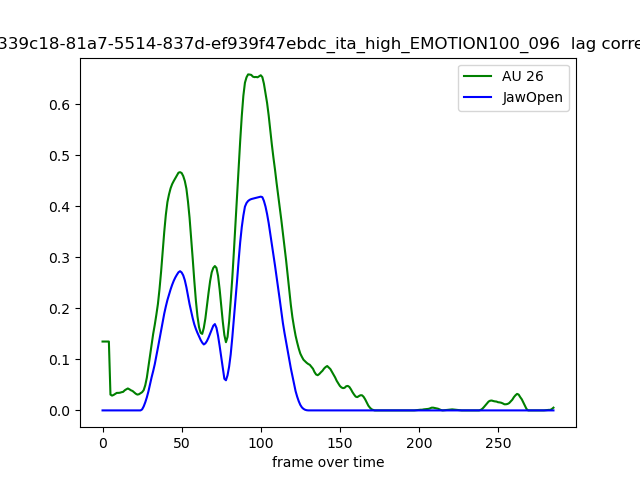 339c18-81a7-5514-837d-ef939f47ebdc_ita_high_EMOTION100_096 lag corre
AU 26
JawOpen
0.6
0.5
0.4
0.3
0.2
0.1
0.0
0 50 100 150 200 250
frame over time